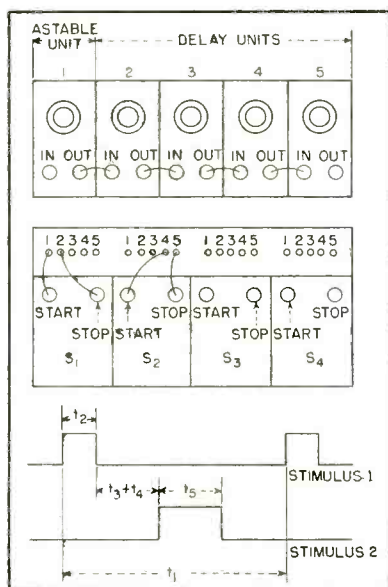 ASTABLE UNIT
DELAY UNITS
1 2 3 4 5
IN OUT IN OUT IN OUT IN OUT IN OUT
1 2 3 4 5 1 2 3 4 5 1 2 3 4 5 1 2 3 4 5
START STOP START STOP START STOP START STOP
S1 S2 S3 S4
t2
STIMULUS 1
t3+t4 t5
STIMULUS 2
t1